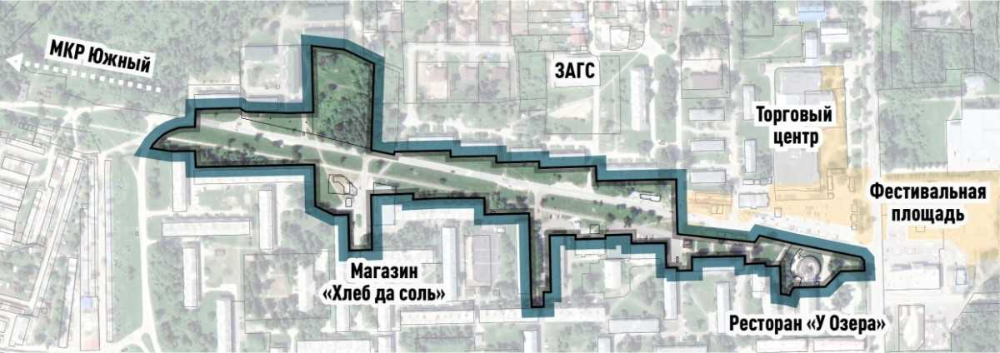 МКР Южный
ЗАГС
Торговый
центр
Фестивальная
площадь
Магазин
«Хлеб да соль»
Ресторан «У Озера»